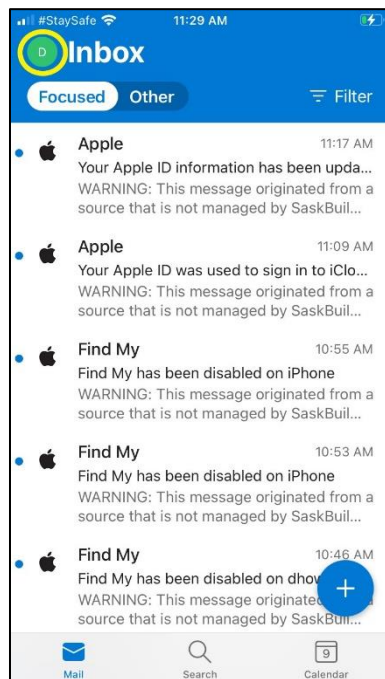 #StaySafe 11:29 AM
D Inbox
Focused Other Filter
Apple 11:17 AM
Your Apple ID information has been upda...
WARNING: This message originated from a
source that is not managed by SaskBuil...
Apple 11:09 AM
Your Apple ID was used to sign in to iClo...
WARNING: This message originated from a
source that is not managed by SaskBuil...
Find My 10:55 AM
Find My has been disabled on iPhone
WARNING: This message originated from a
source that is not managed by SaskBuil...
Find My 10:53 AM
Find My has been disabled on iPhone
WARNING: This message originated from a
source that is not managed by SaskBuil...
Find My 10:46 AM
Find My has been disabled on
WARNING: This message
source that is not managed by SaskBuil...
Mail Search 9 Calendar